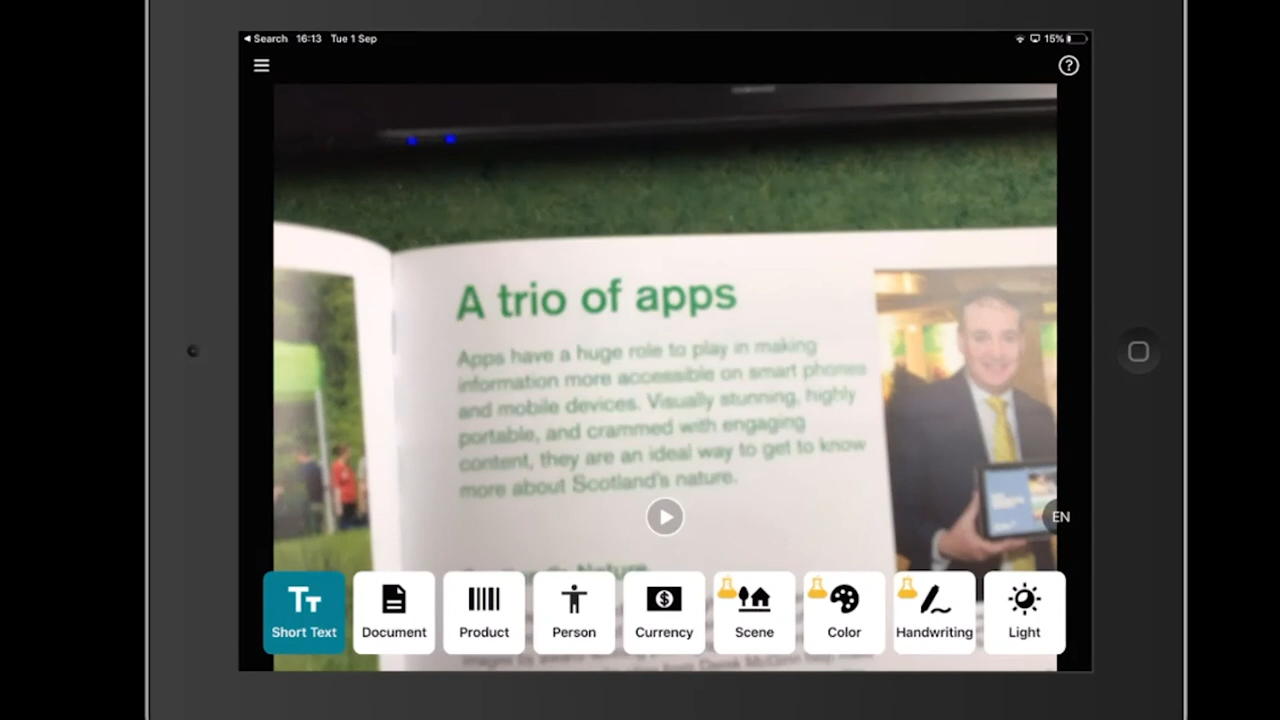 Search 16:13 Tue 1 Sep 15%
A trio of apps
Apps have a huge role to play in making
information more accessible on smart phones
and mobile devices. Visually stunning, highly
portable, and crammed with engaging
content, they are an ideal way to get to know
more about Scotland's nature.
EN
Nature
Short Text Document Product Person Currency Scene Color Handwriting Light